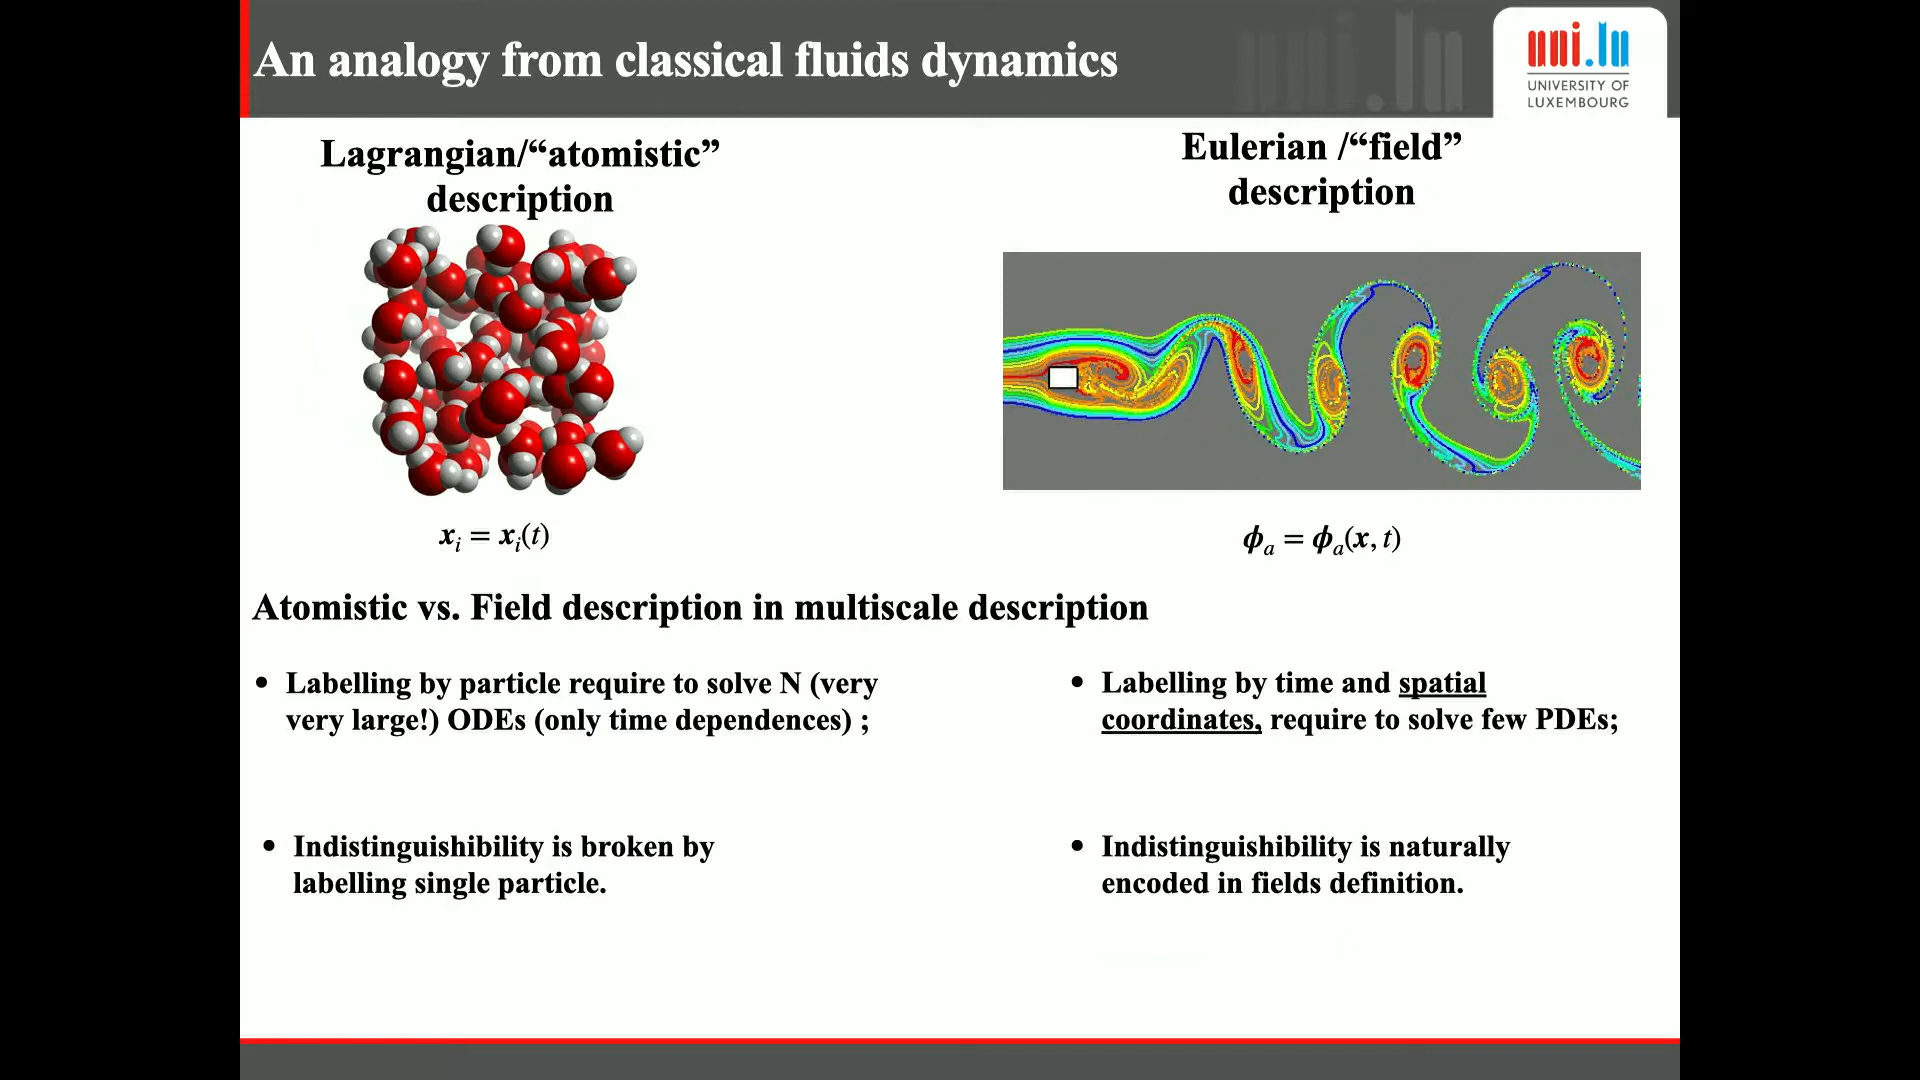 An analogy from classical fluids dynamics
uni.lu
UNIVERSITY OF
LUXEMBOURG
Lagrangian/“atomistic”
description
Eulerian /“field”
description
𝒙ᵢ = 𝒙ᵢ(t)
𝝓ₐ = 𝝓ₐ(𝒙, t)
Atomistic vs. Field description in multiscale description
• Labelling by particle require to solve N (very
very large!) ODEs (only time dependences) ;
• Labelling by time and spatial
coordinates, require to solve few PDEs;
• Indistinguishibility is broken by
labelling single particle.
• Indistinguishibility is naturally
encoded in fields definition.